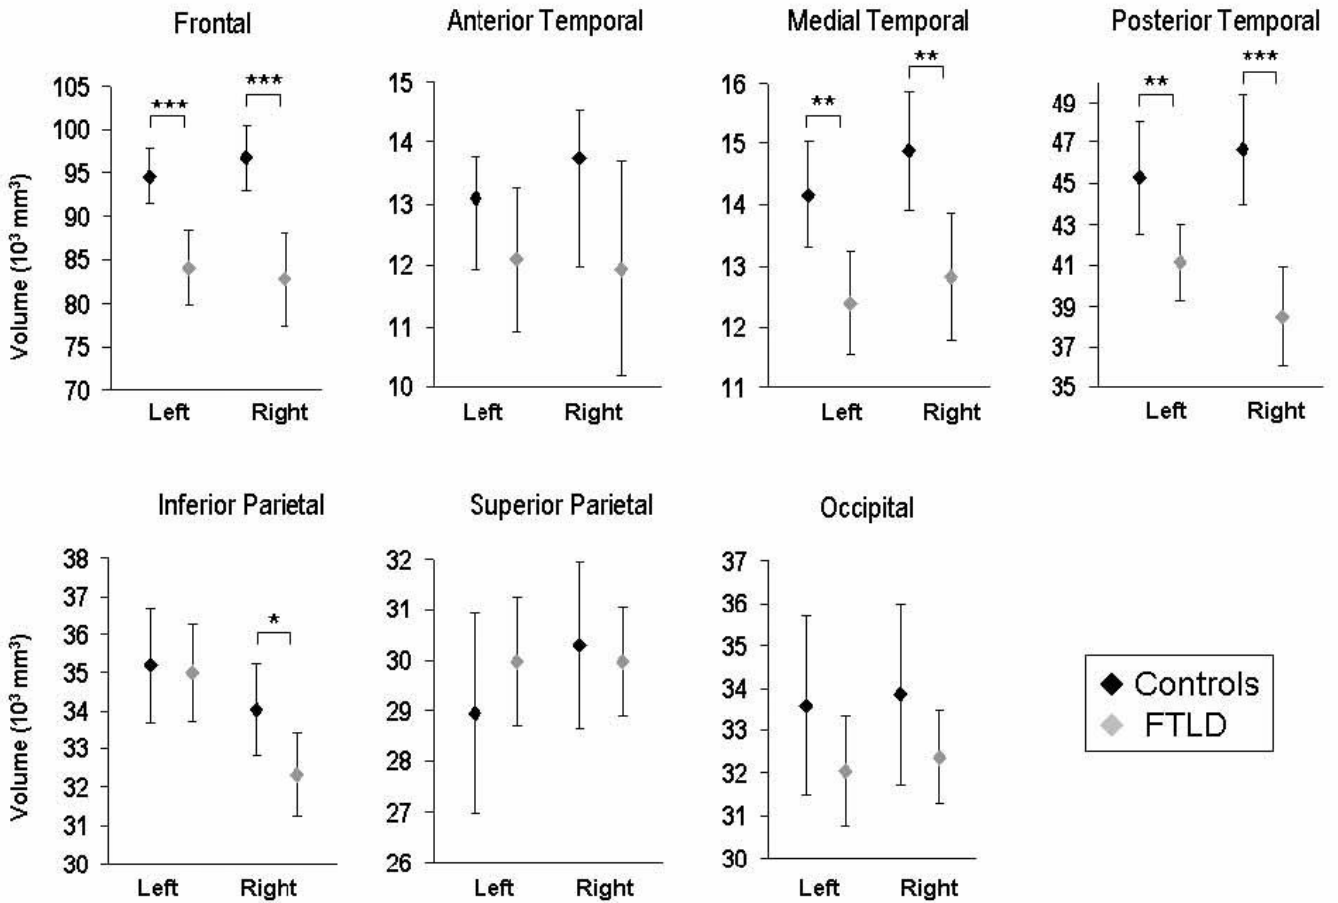 Frontal
Anterior Temporal
Medial Temporal
Posterior Temporal
Volume (10³ mm³)
105
100
95
90
85
80
75
70
***
***
Left
Right
15
14
13
12
11
10
Left
Right
16
15
14
13
12
11
**
**
Left
Right
49
47
45
43
41
39
37
35
**
***
Left
Right
Inferior Parietal
Superior Parietal
Occipital
Volume (10³ mm³)
38
37
36
35
34
33
32
31
30
*
Left
Right
32
31
30
29
28
27
26
Left
Right
37
36
35
34
33
32
31
30
Left
Right
Controls
FTLD